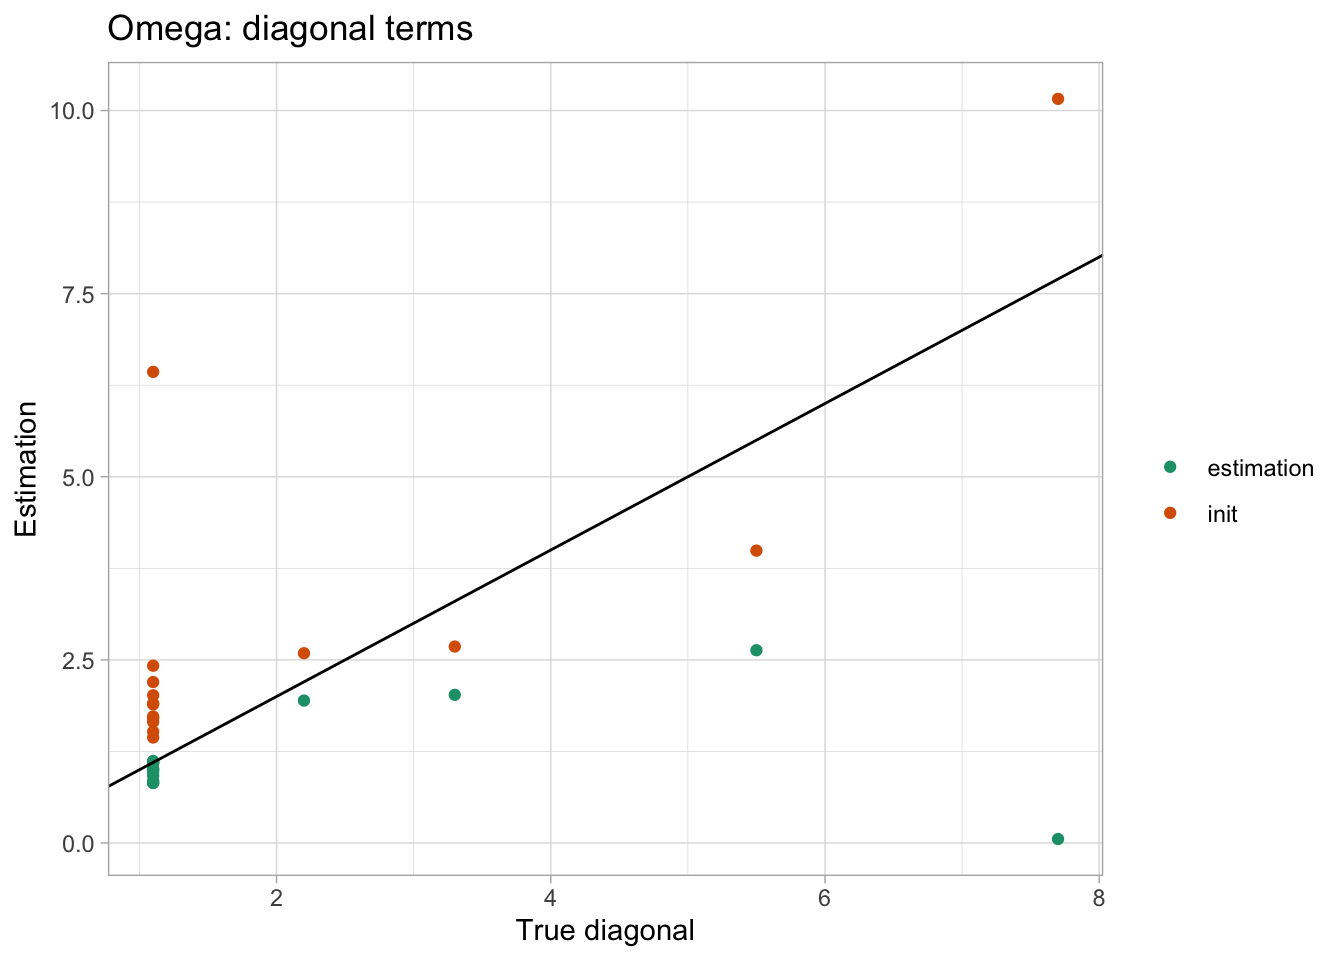 Omega: diagonal terms
10.0
7.5
5.0
2.5
0.0
Estimation
2
4
6
8
True diagonal
estimation
init